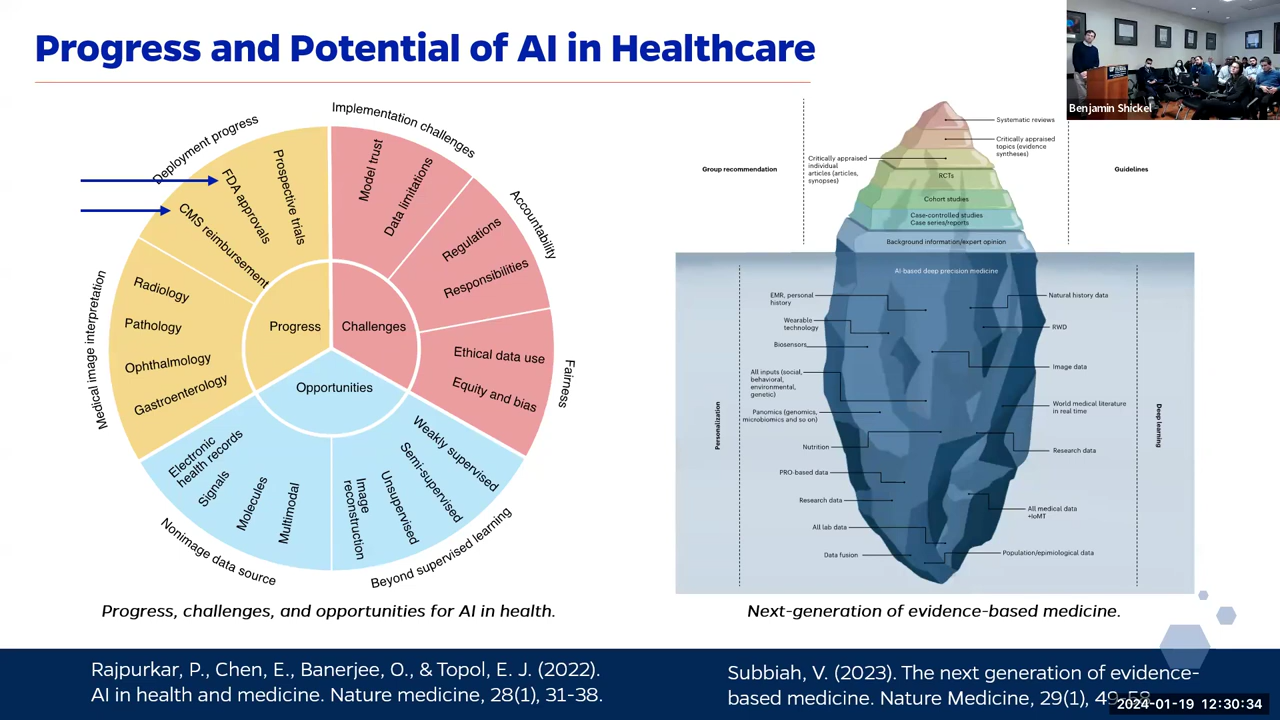 Progress and Potential of AI in Healthcare
Benjamin Shickel
Deployment progress
Prospective trials
FDA approvals
CMS reimbursement
Medical image interpretation
Radiology
Pathology
Ophthalmology
Gastroenterology
Implementation challenges
Model trust
Data limitations
Accountability
Regulations
Responsibilities
Fairness
Ethical data use
Equity and bias
Progress
Challenges
Opportunities
Nonimage data source
Electronic
health records
Signals
Molecules
Multimodal
Beyond supervised learning
Image
reconstruction
Unsupervised
Semi-supervised
Weakly supervised
Progress, challenges, and opportunities for AI in health.
Group recommendation
Guidelines
Systematic reviews
Critically appraised
topics (evidence
syntheses)
Critically appraised
individual
articles (articles,
synopses)
RCTs
Cohort studies
Case-controlled studies
Case series/reports
Background information/expert opinion
AI-based deep precision medicine
Personalization
Deep learning
EMR, personal
history
Wearable
technology
Biosensors
All inputs (social,
behavioral,
environmental,
genetic)
Panomics (genomics,
microbiomics and so on)
Nutrition
PRO-based data
Research data
All lab data
Data fusion
Natural history data
RWD
Image data
World medical literature
in real time
Research data
All medical data
+IoMT
Population/epimiological data
Next-generation of evidence-based medicine.
Rajpurkar, P., Chen, E., Banerjee, O., & Topol, E. J. (2022).
AI in health and medicine. Nature medicine, 28(1), 31-38.
Subbiah, V. (2023). The next generation of evidence-
based medicine. Nature Medicine, 29(1), 49-58.
2024-01-19 12:30:34